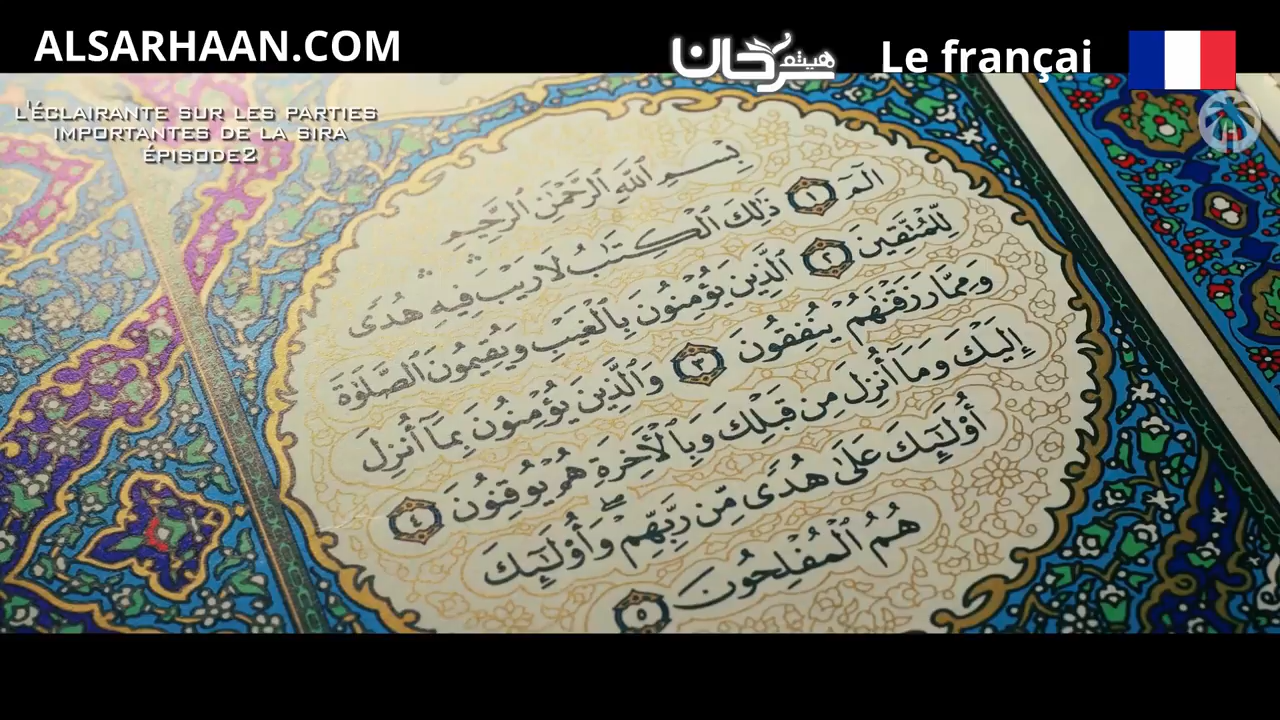 ALSARHAAN.COM
هيثم سرحان
Le françai
L'ÉCLAIRANTE SUR LES PARTIES
IMPORTANTES DE LA SIRA
ÉPISODE2
بِسْمِ ٱللَّهِ ٱلرَّحْمَٰنِ ٱلرَّحِيمِ
الٓمٓ ١ ذَٰلِكَ ٱلْكِتَٰبُ لَا رَيْبَ ۛ فِيهِ ۛ هُدًى
لِّلْمُتَّقِينَ ٢ ٱلَّذِينَ يُؤْمِنُونَ بِٱلْغَيْبِ وَيُقِيمُونَ ٱلصَّلَوٰةَ
وَمِمَّا رَزَقْنَٰهُمْ يُنفِقُونَ ٣ وَٱلَّذِينَ يُؤْمِنُونَ بِمَآ أُنزِلَ
إِلَيْكَ وَمَآ أُنزِلَ مِن قَبْلِكَ وَبِٱلْأَخِرَةِ هُمْ يُوقِنُونَ ٤
أُو۟لَٰٓئِكَ عَلَىٰ هُدًى مِّن رَّبِّهِمْ ۖ وَأُو۟لَٰٓئِكَ
هُمُ ٱلْمُفْلِحُونَ ٥